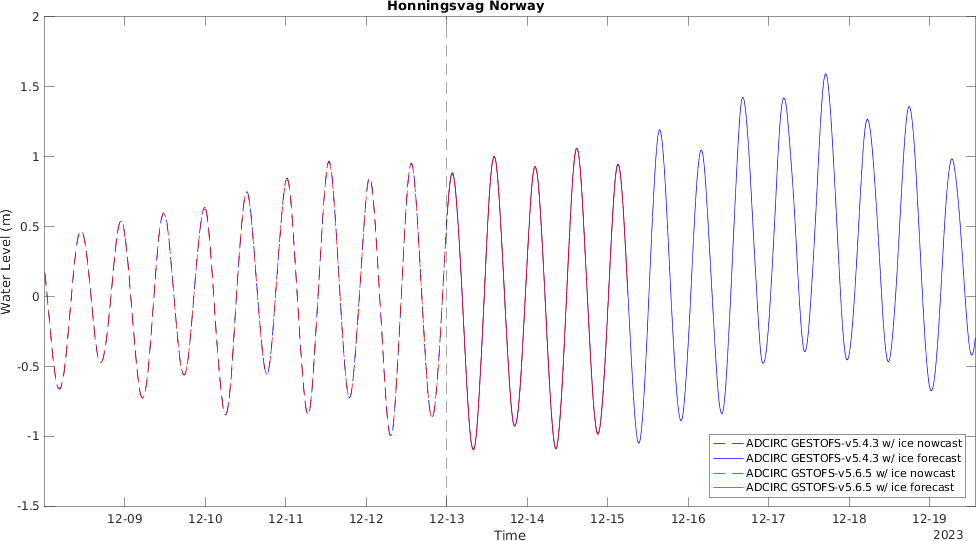 Honningsvag Norway
2
1.5
1
0.5
0
-0.5
-1
-1.5
Water Level (m)
12-09 12-10 12-11 12-12 12-13 12-14 12-15 12-16 12-17 12-18 12-19
2023
Time
ADCIRC GESTOFS-v5.4.3 w/ ice nowcast
ADCIRC GESTOFS-v5.4.3 w/ ice forecast
ADCIRC GSTOFS-v5.6.5 w/ ice nowcast
ADCIRC GSTOFS-v5.6.5 w/ ice forecast